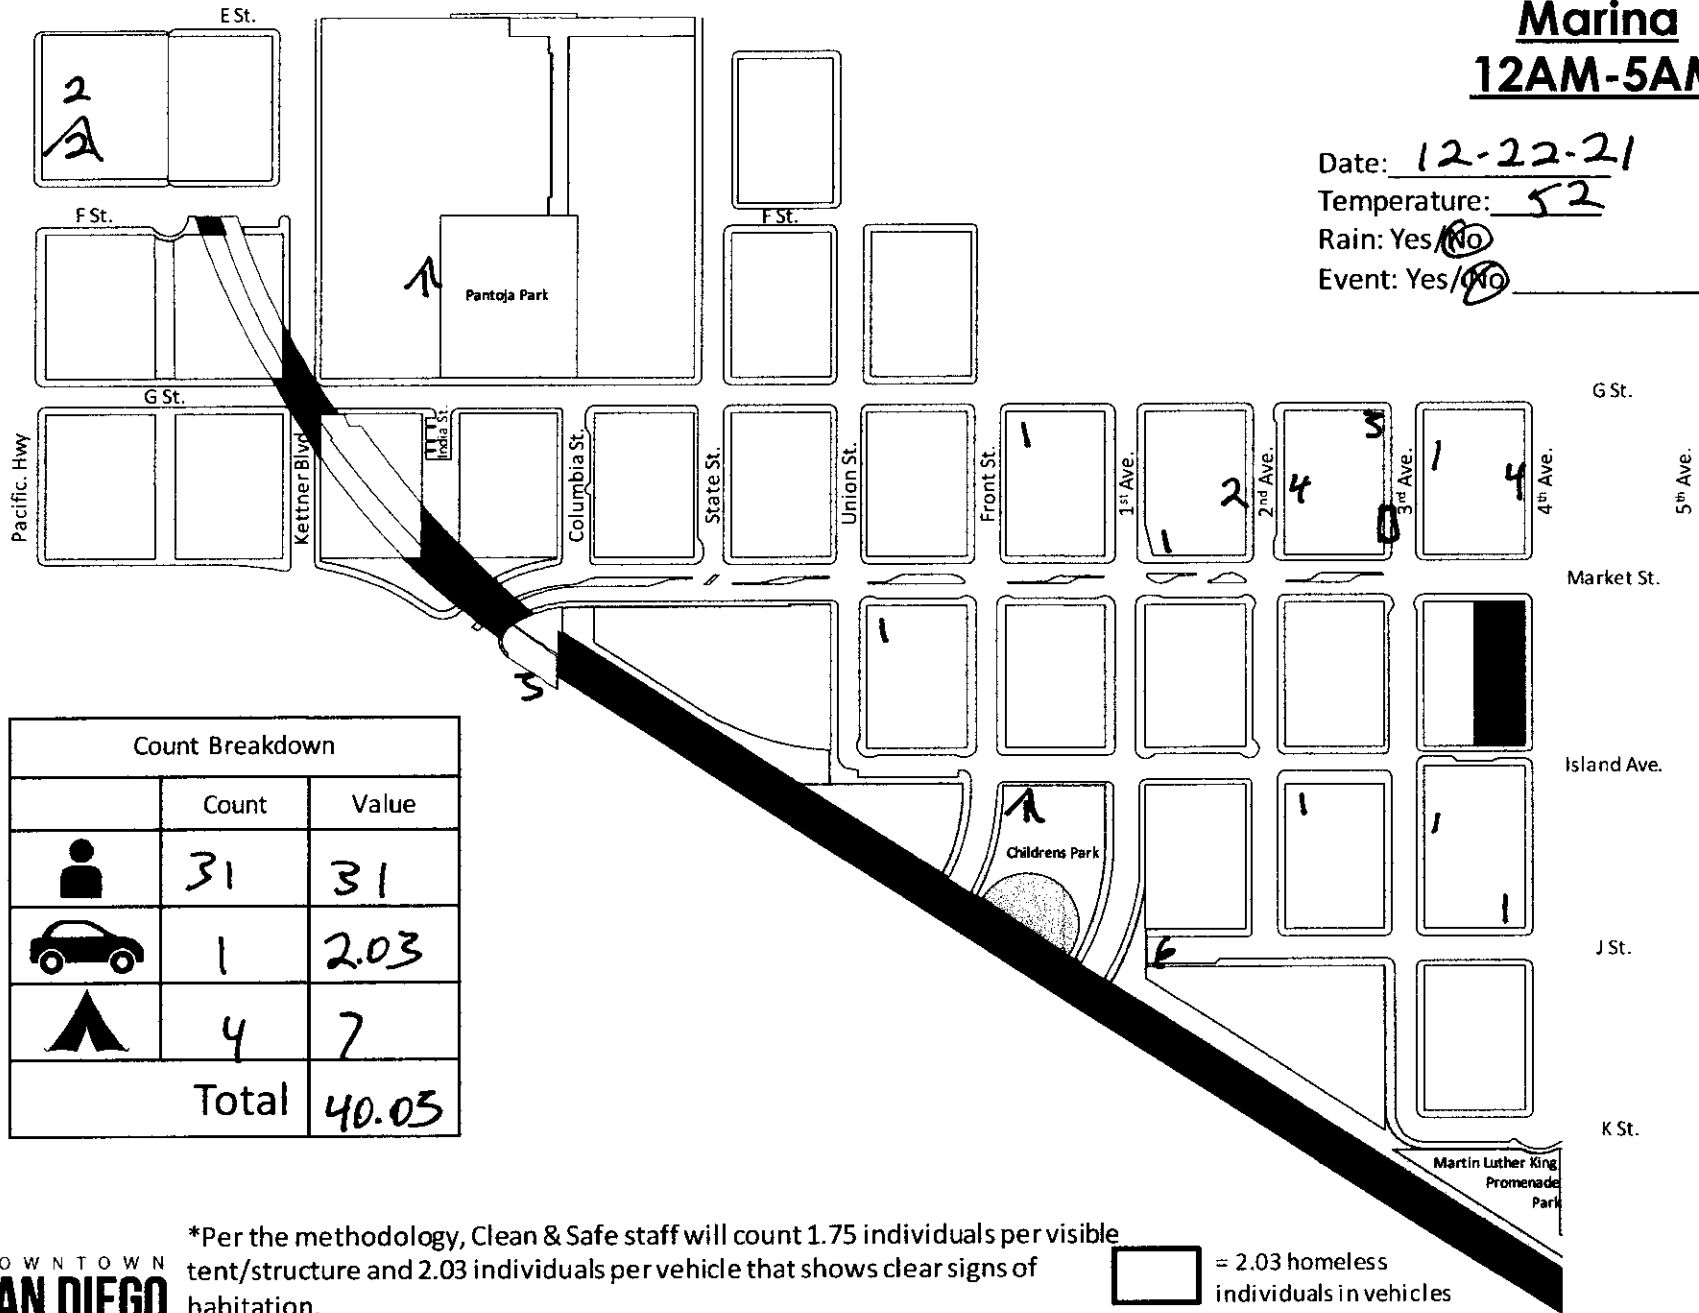 Marina
12AM-5AM
Date: 12-22-21
Temperature: 52
Rain: Yes/No
Event: Yes/No
E St.
2
2
F St.
F St.
1
Pantoja Park
G St.
G St.
Pacific. Hwy
Kettner Blvd
India St.
Columbia St.
State St.
Union St.
Front St.
1st Ave.
2nd Ave.
3rd Ave.
4th Ave.
5th Ave.
1
2
1
4
3
1
4
Market St.
1
5
Island Ave.
1
Childrens Park
1
1
1
6
J St.
K St.
Martin Luther King
Promenade
Park
Count Breakdown
Count Value
31 31
1 2.03
4 7
Total 40.03
*Per the methodology, Clean & Safe staff will count 1.75 individuals per visible
tent/structure and 2.03 individuals per vehicle that shows clear signs of
habitation.
= 2.03 homeless
individuals in vehicles
OWNTOWN
AN DIEGO